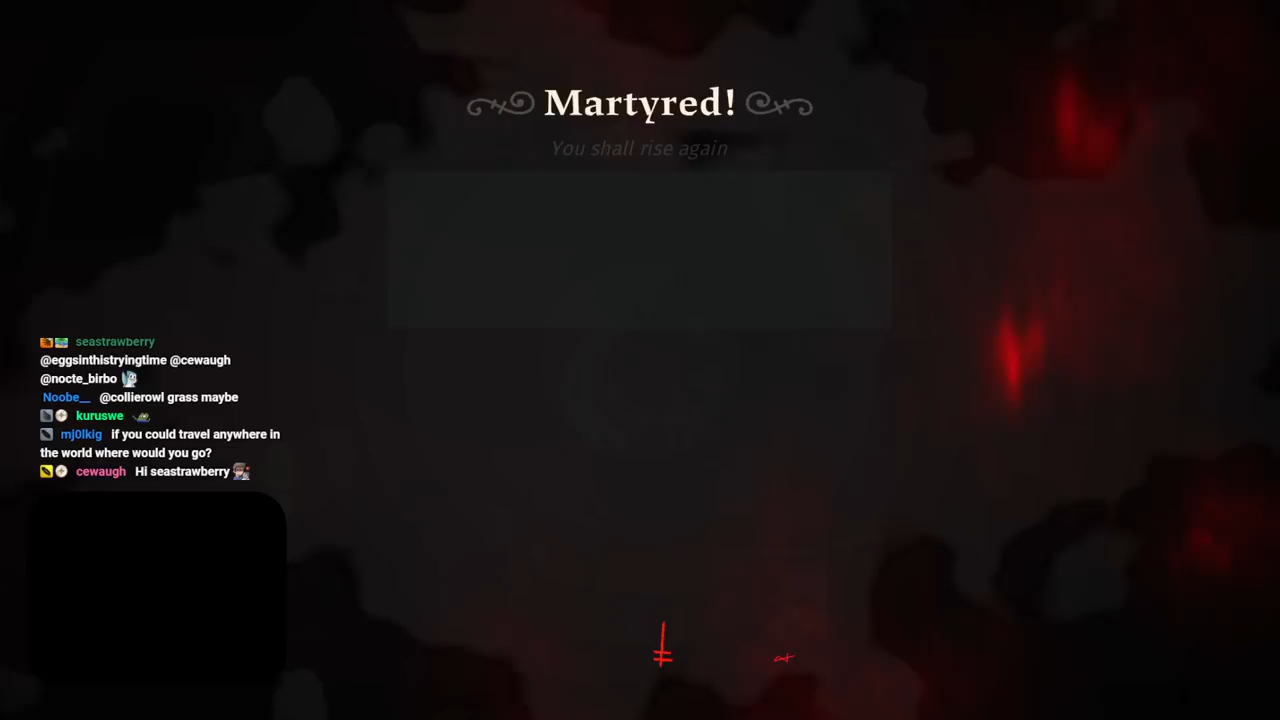 Martyred!
You shall rise again
seastrawberry
@eggsinthistryingtime @cewaugh
@nocte_birbo
Noobe__ @collierowl grass maybe
kuruswe
mj0lkig if you could travel anywhere in
the world where would you go?
cewaugh Hi seastrawberry